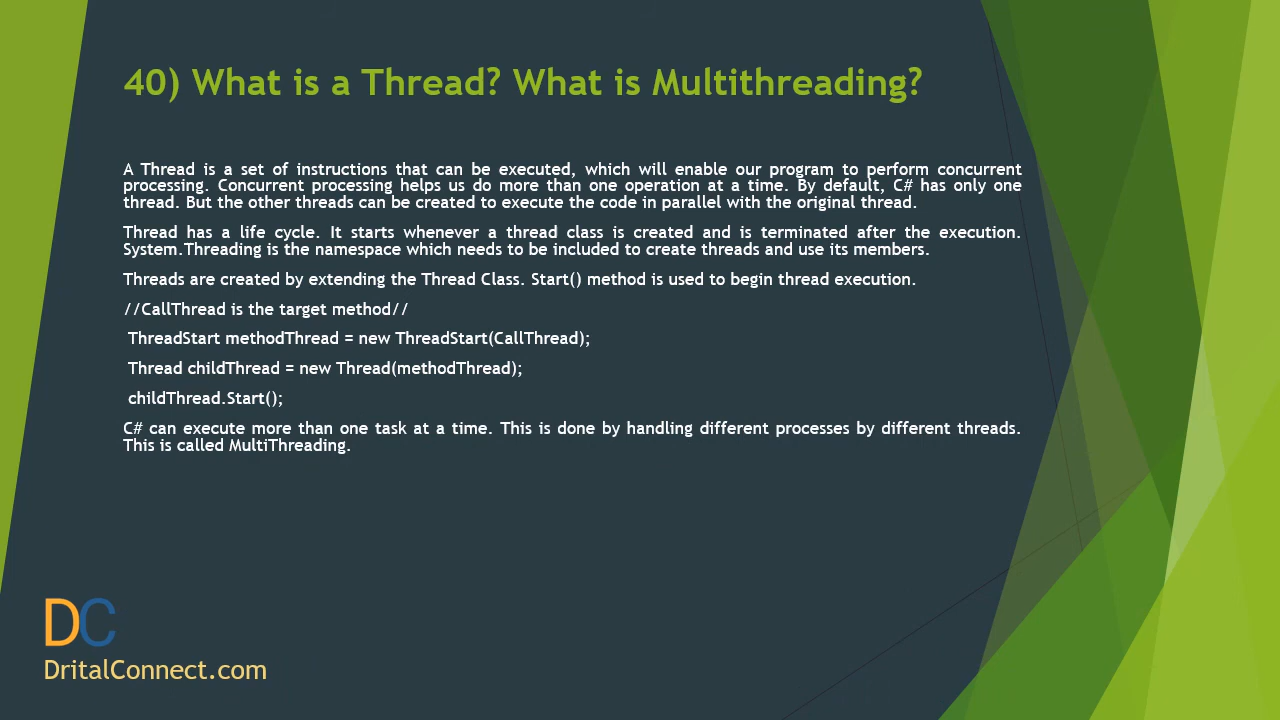 40) What is a Thread? What is Multithreading?
A Thread is a set of instructions that can be executed, which will enable our program to perform concurrent
processing. Concurrent processing helps us do more than one operation at a time. By default, C# has only one
thread. But the other threads can be created to execute the code in parallel with the original thread.
Thread has a life cycle. It starts whenever a thread class is created and is terminated after the execution.
System.Threading is the namespace which needs to be included to create threads and use its members.
Threads are created by extending the Thread Class. Start() method is used to begin thread execution.
//CallThread is the target method//
ThreadStart methodThread = new ThreadStart(CallThread);
Thread childThread = new Thread(methodThread);
childThread.Start();
C# can execute more than one task at a time. This is done by handling different processes by different threads.
This is called MultiThreading.
DC
DritalConnect.com